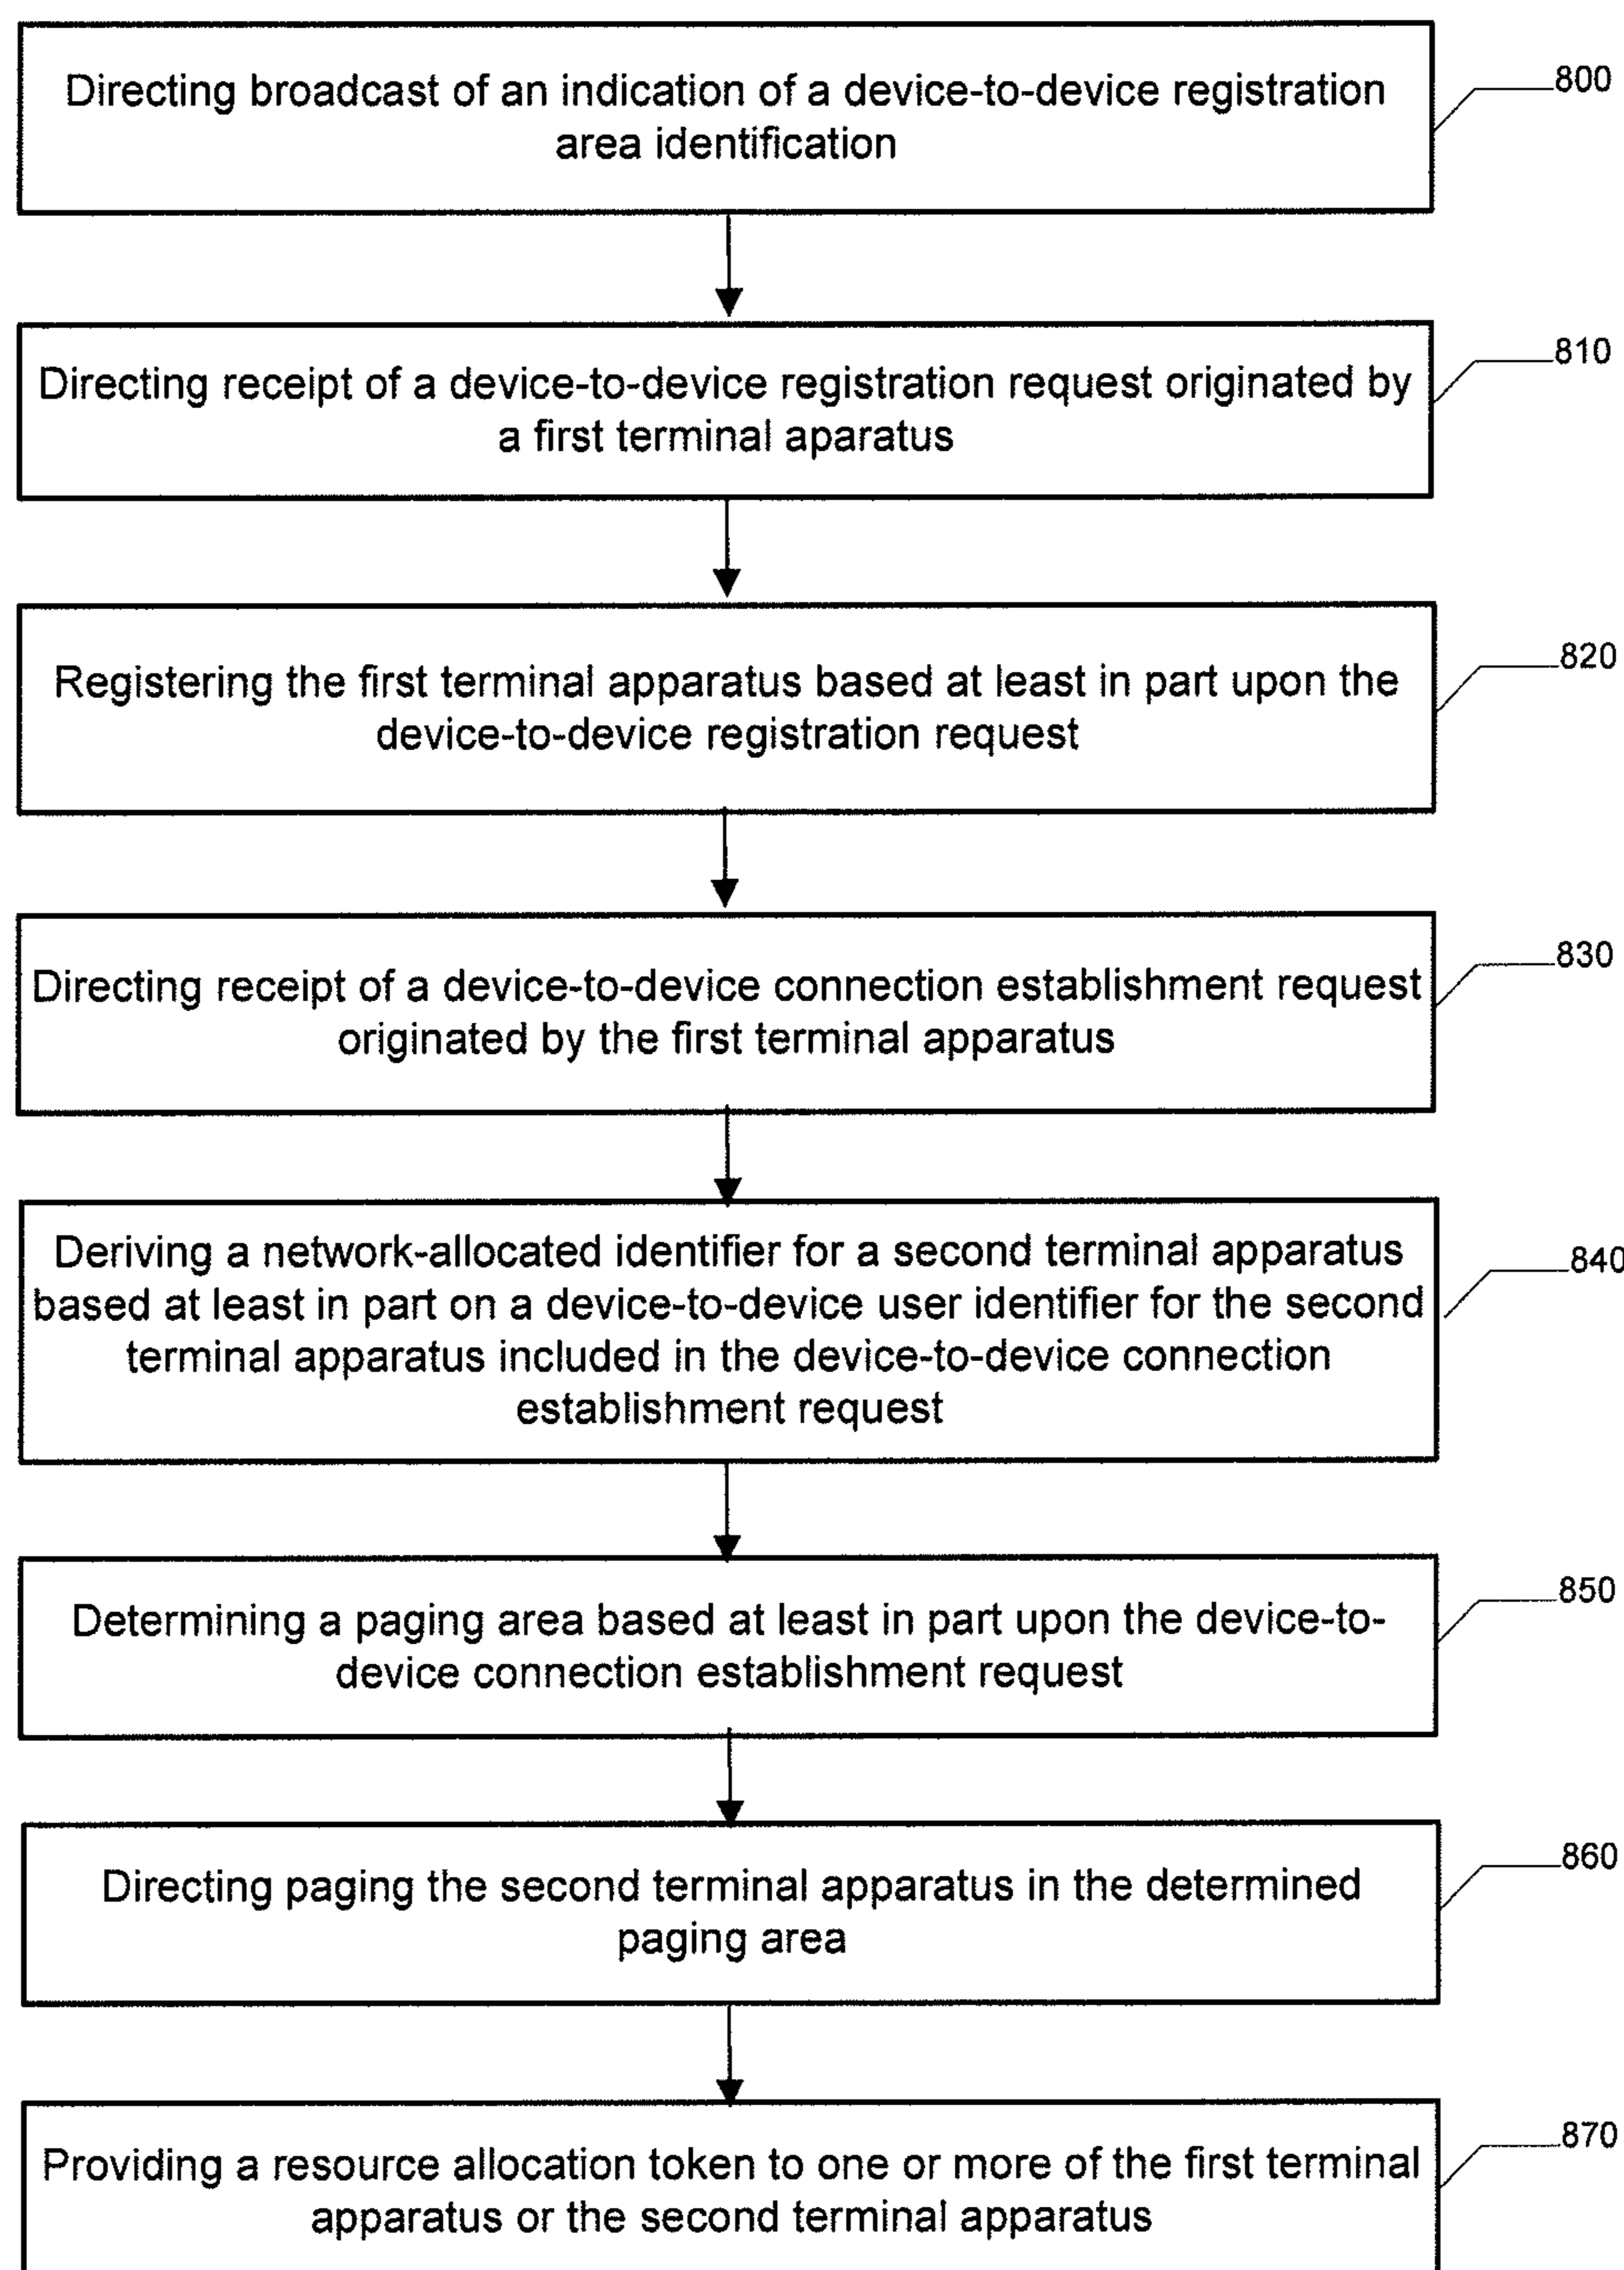 Directing broadcast of an indication of a device-to-device registration
area identification
800
Directing receipt of a device-to-device registration request originated by
a first terminal aparatus
810
Registering the first terminal apparatus based at least in part upon the
device-to-device registration request
820
Directing receipt of a device-to-device connection establishment request
originated by the first terminal apparatus
830
Deriving a network-allocated identifier for a second terminal apparatus
based at least in part on a device-to-device user identifier for the second
terminal apparatus included in the device-to-device connection
establishment request
840
Determining a paging area based at least in part upon the device-to-
device connection establishment request
850
Directing paging the second terminal apparatus in the determined
paging area
860
Providing a resource allocation token to one or more of the first terminal
apparatus or the second terminal apparatus
870